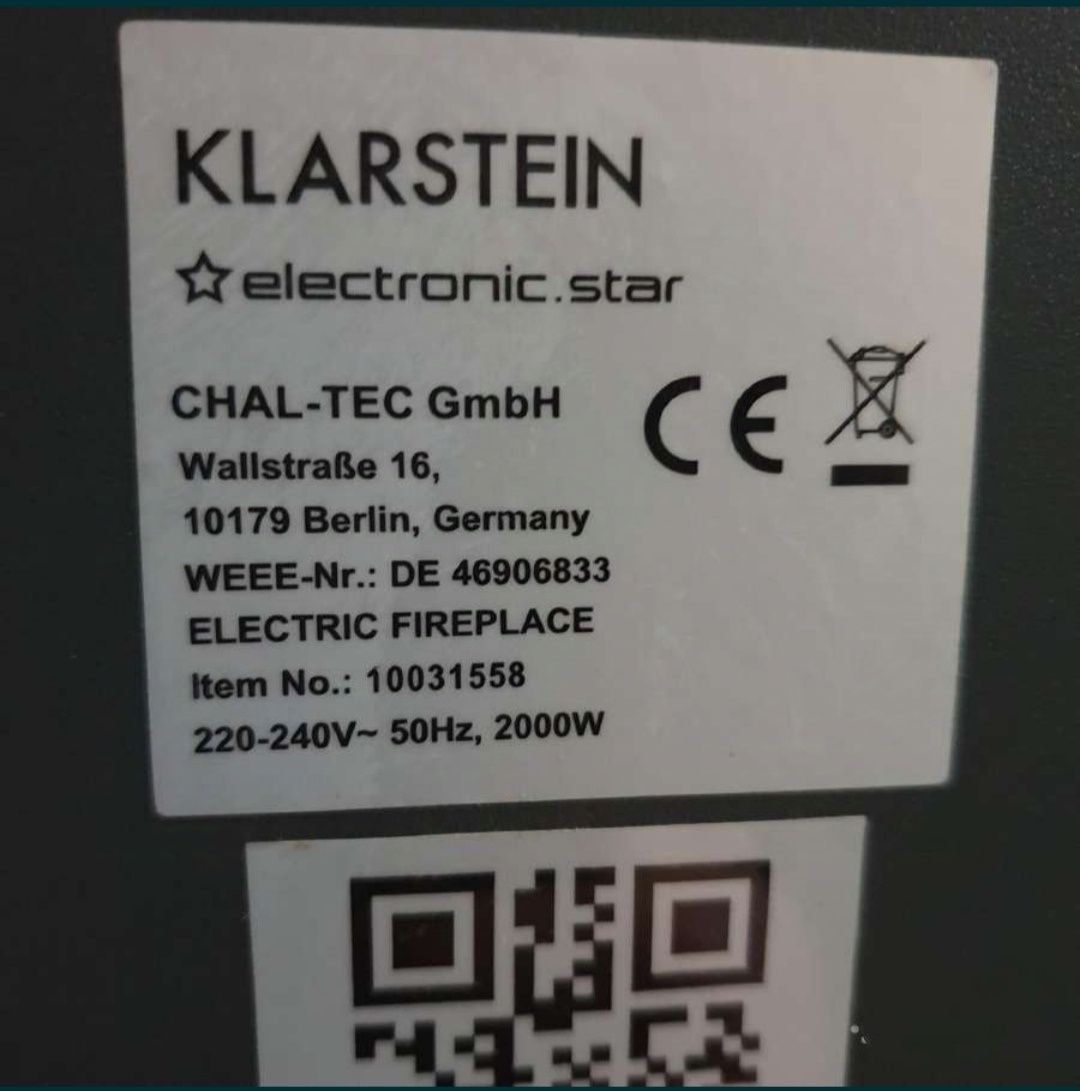 KLARSTEIN
electronic.star
CHAL-TEC GmbH
Wallstraße 16,
10179 Berlin, Germany
WEEE-Nr.: DE 46906833
ELECTRIC FIREPLACE
Item No.: 10031558
220-240V~ 50Hz, 2000W
CE